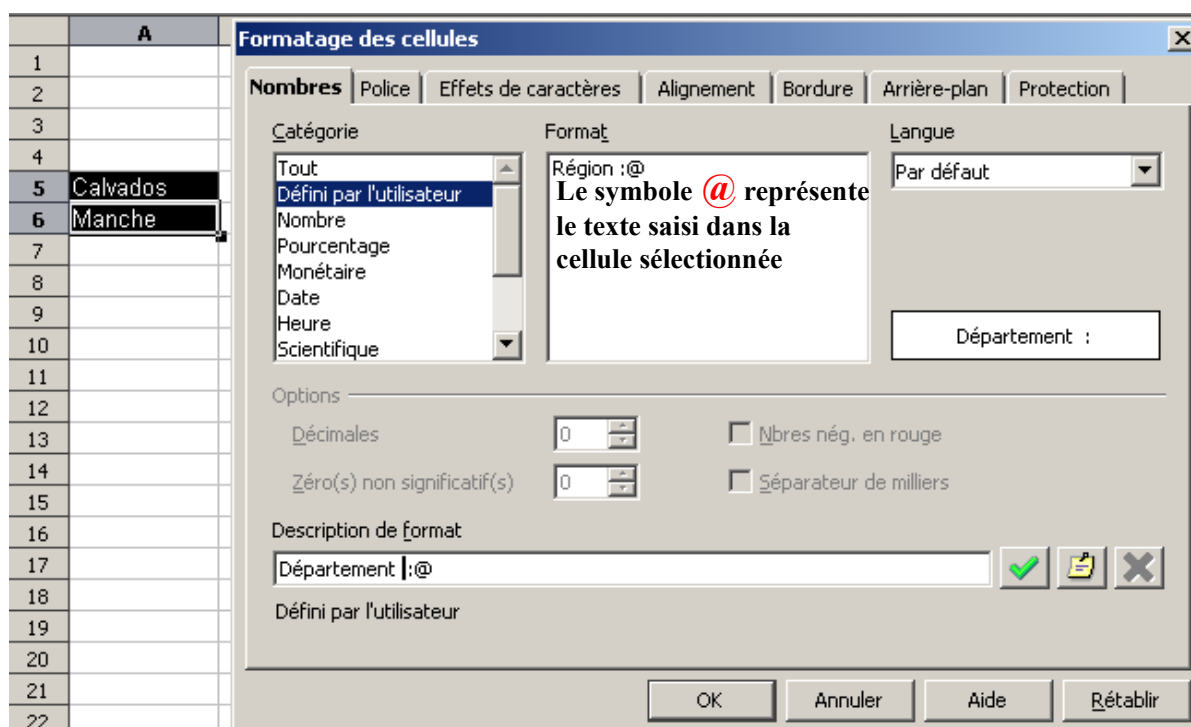 A
1
2
3
4
5 Calvados
6 Manche
7
8
9
10
11
12
13
14
15
16
17
18
19
20
21
22
Formatage des cellules
Nombres Police Effets de caractères Alignement Bordure Arrière-plan Protection
Catégorie
Tout
Défini par l'utilisateur
Nombre
Pourcentage
Monétaire
Date
Heure
Scientifique
Format
Région :@
Le symbole @ représente
le texte saisi dans la
cellule sélectionnée
Langue
Par défaut
Département :
Options
Décimales 0
Nbres nég. en rouge
Zéro(s) non significatif(s) 0
Séparateur de milliers
Description de format
Département :@
Défini par l'utilisateur
OK Annuler Aide Rétablir